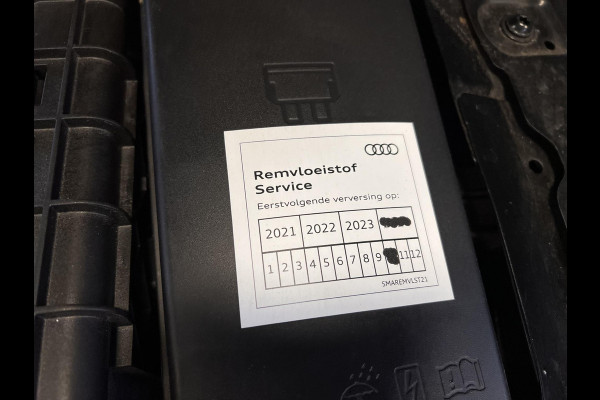 Remvloeistof
Service
Eerstvolgende verversing op:
2021 2022 2023
1 2 3 4 5 6 7 8 9 11 12
5MAREMVLST21